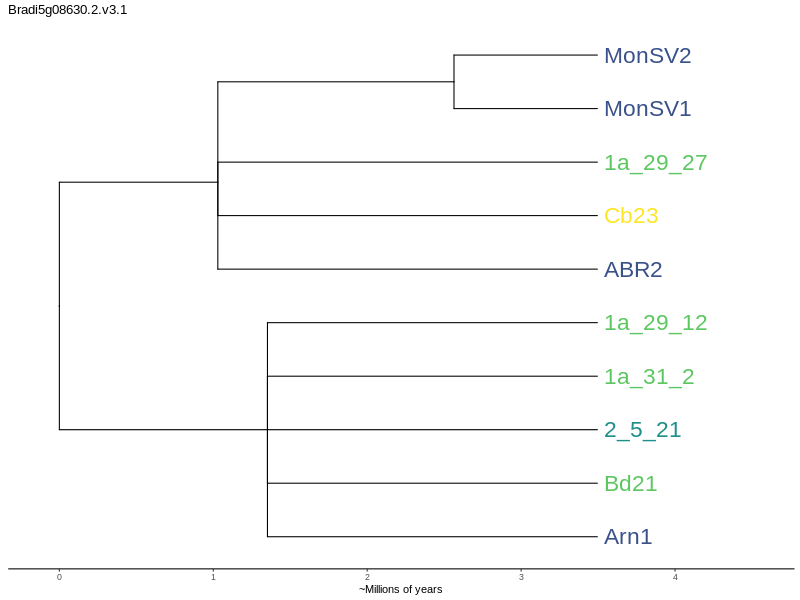 Bradi5g08630.2.v3.1
MonSV2
MonSV1
1a_29_27
Cb23
ABR2
1a_29_12
1a_31_2
2_5_21
Bd21
Arn1
0 1 2 3 4
~Millions of years